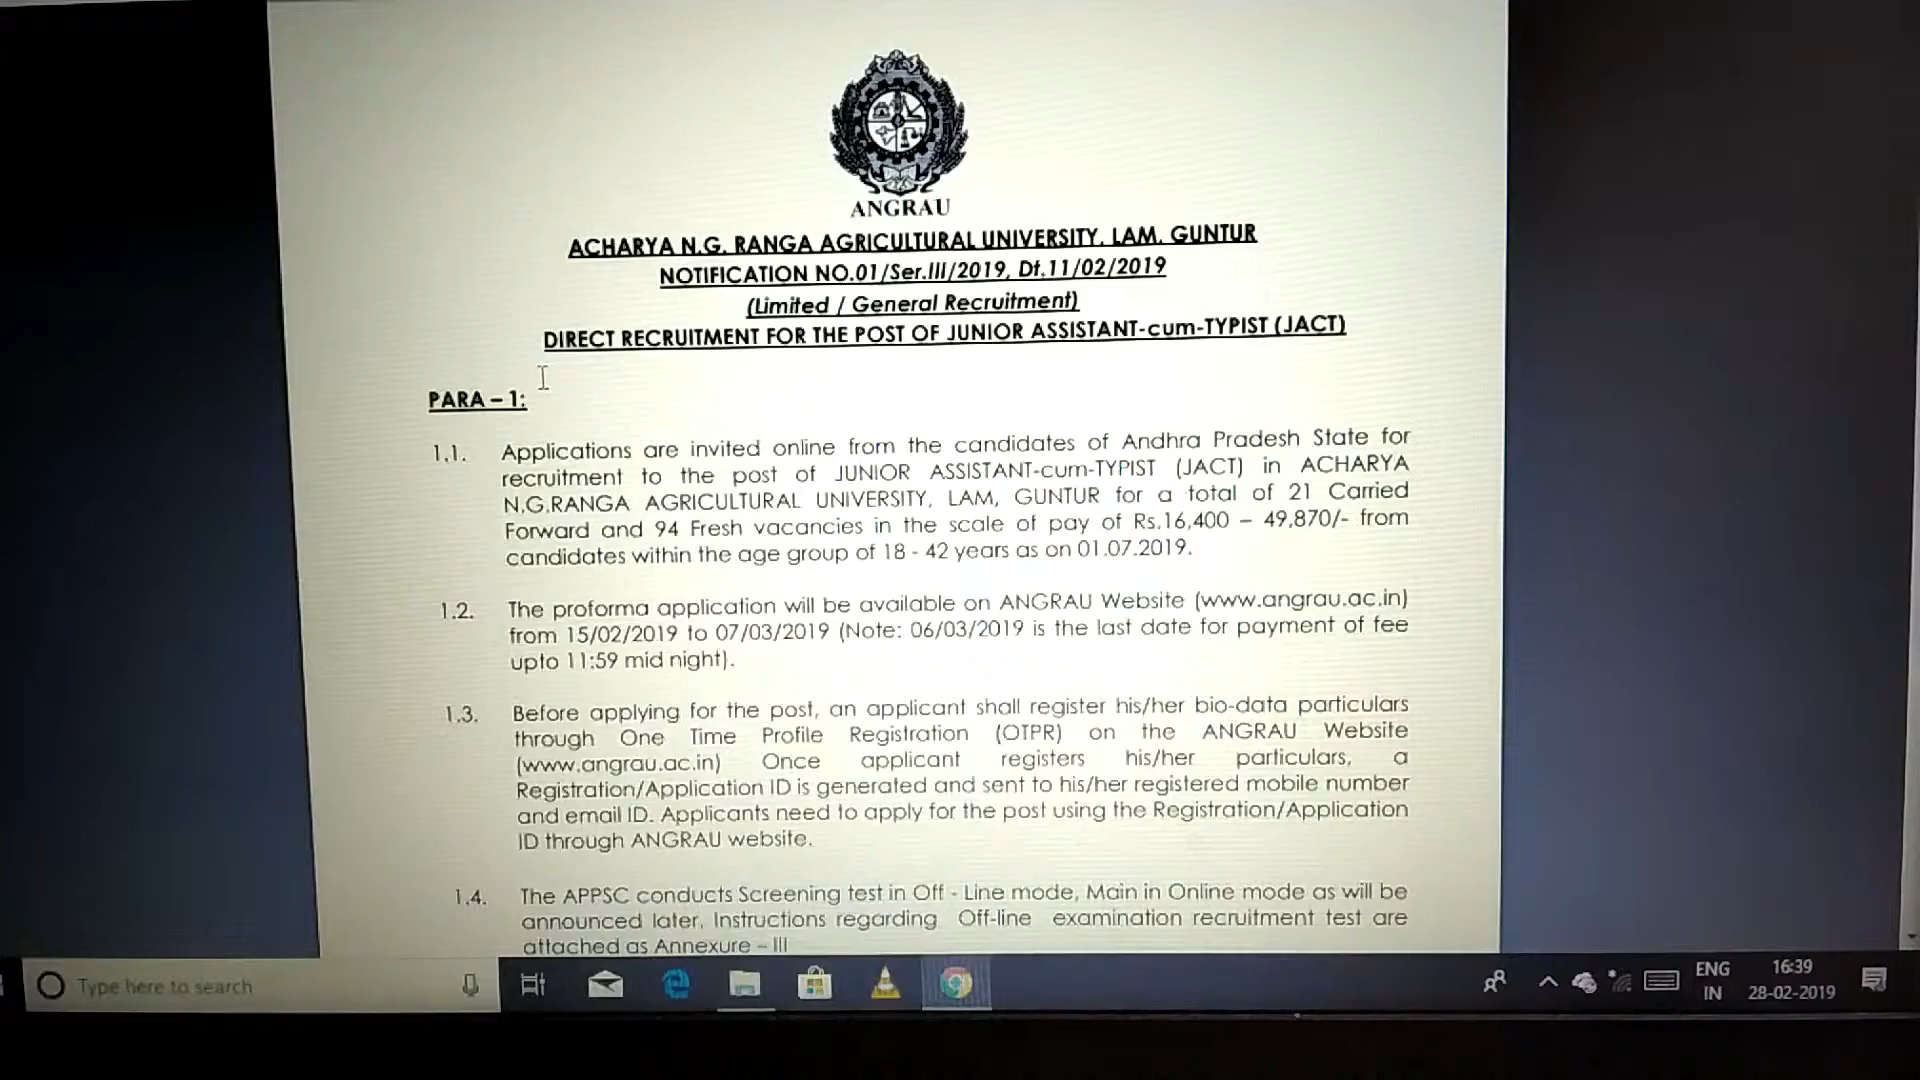 ANGRAU
ACHARYA N.G. RANGA AGRICULTURAL UNIVERSITY, LAM, GUNTUR
NOTIFICATION NO.01/Ser.III/2019, Dt.11/02/2019
(Limited / General Recruitment)
DIRECT RECRUITMENT FOR THE POST OF JUNIOR ASSISTANT-cum-TYPIST (JACT)
PARA – 1:
1.1. Applications are invited online from the candidates of Andhra Pradesh State for
recruitment to the post of JUNIOR ASSISTANT-cum-TYPIST (JACT) in ACHARYA
N.G.RANGA AGRICULTURAL UNIVERSITY, LAM, GUNTUR for a total of 21 Carried
Forward and 94 Fresh vacancies in the scale of pay of Rs.16,400 – 49,870/- from
candidates within the age group of 18 - 42 years as on 01.07.2019.
1.2. The proforma application will be available on ANGRAU Website (www.angrau.ac.in)
from 15/02/2019 to 07/03/2019 (Note: 06/03/2019 is the last date for payment of fee
upto 11:59 mid night).
1.3. Before applying for the post, an applicant shall register his/her bio-data particulars
through One Time Profile Registration (OTPR) on the ANGRAU Website
(www.angrau.ac.in) Once applicant registers his/her particulars, a
Registration/Application ID is generated and sent to his/her registered mobile number
and email ID. Applicants need to apply for the post using the Registration/Application
ID through ANGRAU website.
1.4. The APPSC conducts Screening test in Off - Line mode, Main in Online mode as will be
announced later. Instructions regarding Off-line examination recruitment test are
attached as Annexure – III
Type here to search
ENG
IN
16:39
28-02-2019